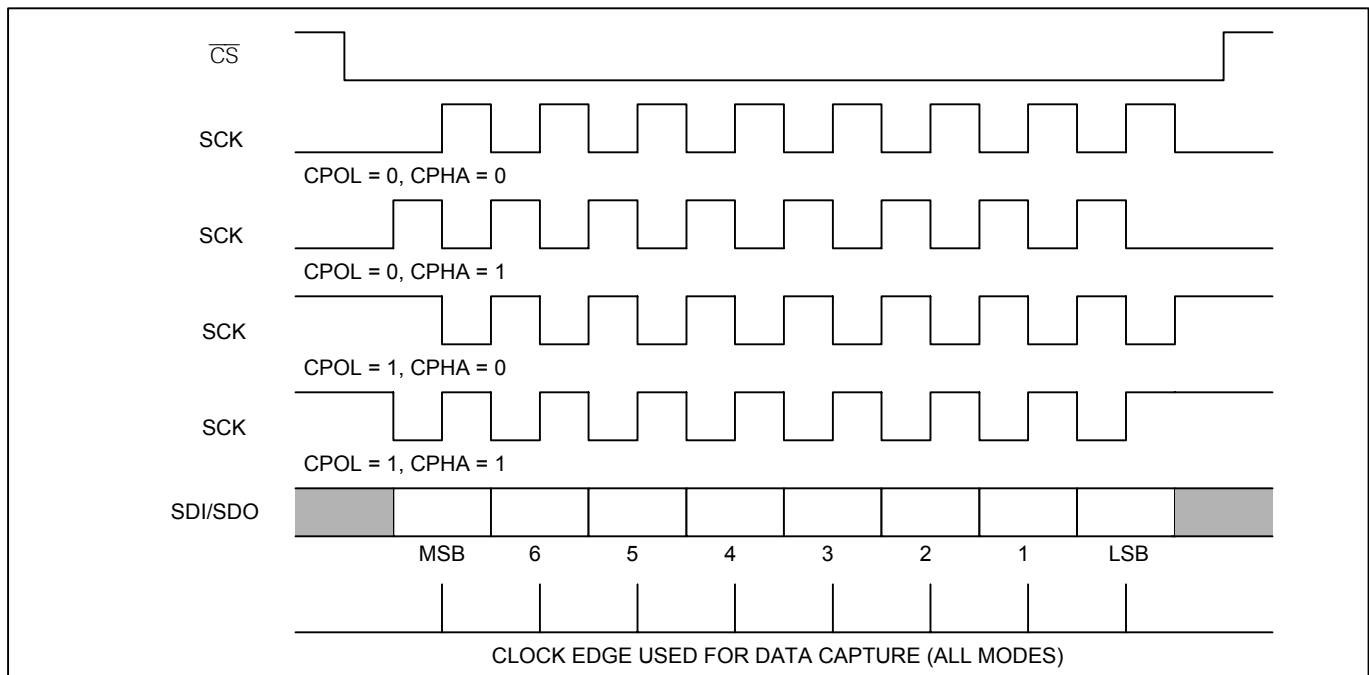 C̅S̅
SCK
CPOL = 0, CPHA = 0
SCK
CPOL = 0, CPHA = 1
SCK
CPOL = 1, CPHA = 0
SCK
CPOL = 1, CPHA = 1
SDI/SDO
MSB 6 5 4 3 2 1 LSB
CLOCK EDGE USED FOR DATA CAPTURE (ALL MODES)